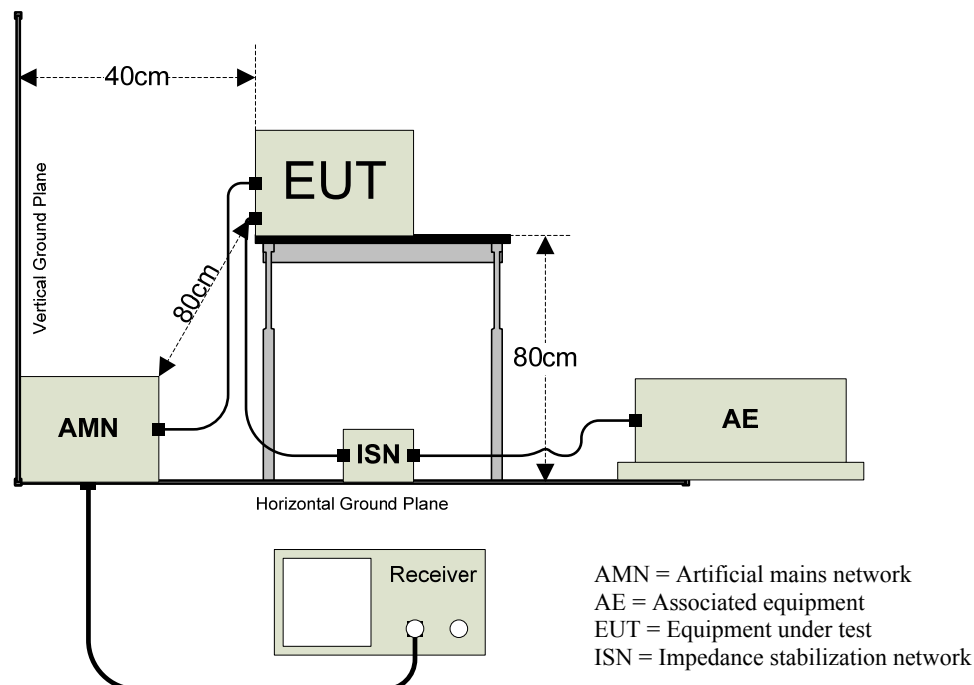 40cm
EUT
Vertical Ground Plane
80cm
80cm
AMN
ISN
AE
Horizontal Ground Plane
Receiver
AMN = Artificial mains network
AE = Associated equipment
EUT = Equipment under test
ISN = Impedance stabilization network